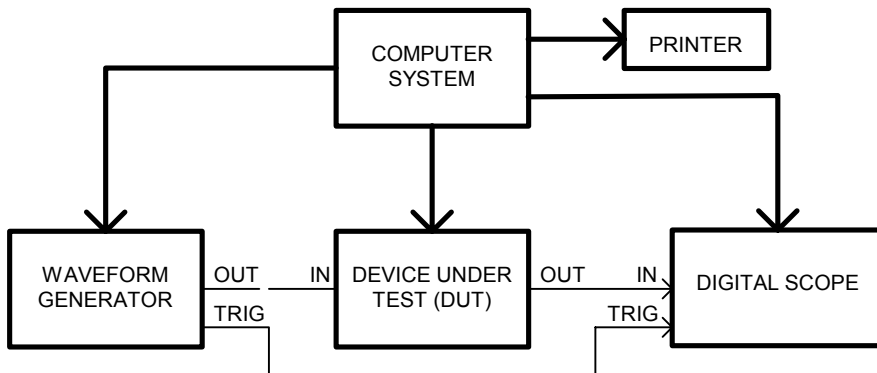 COMPUTER
SYSTEM
PRINTER
WAVEFORM
GENERATOR
OUT
TRIG
IN
DEVICE UNDER
TEST (DUT)
OUT
IN
TRIG
DIGITAL SCOPE